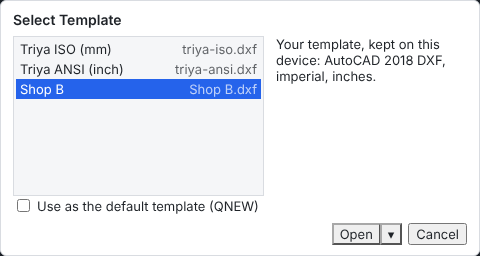 Select Template
Triya ISO (mm) triya-iso.dxf
Triya ANSI (inch) triya-ansi.dxf
Shop B Shop B.dxf
Your template, kept on this
device: AutoCAD 2018 DXF,
imperial, inches.
Use as the default template (QNEW)
Open ▾ Cancel